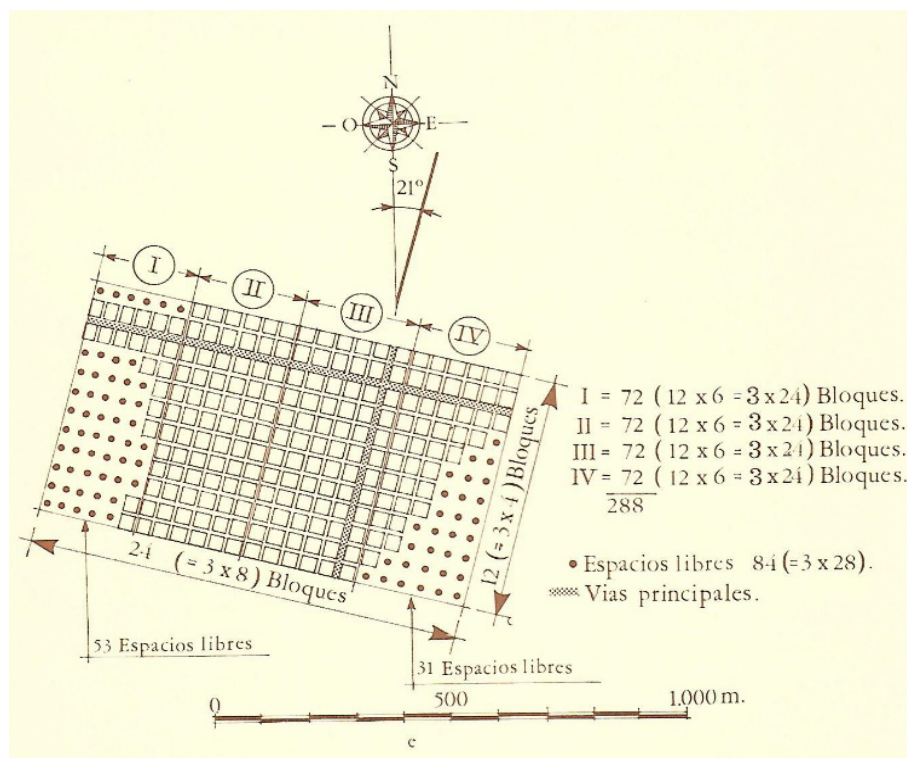 N
O E
S
21º
I II III IV
I = 72 ( 12 x 6 = 3 x 24) Bloques.
II = 72 ( 12 x 6 = 3 x 24) Bloques.
III = 72 ( 12 x 6 = 3 x 24) Bloques.
IV = 72 ( 12 x 6 = 3 x 24) Bloques.
288
12 (= 3 x 4) Bloques
24 (= 3 x 8) Bloques
Espacios libres 84 (= 3 x 28).
Vias principales.
53 Espacios libres
31 Espacios libres
0 500 1.000 m.
c